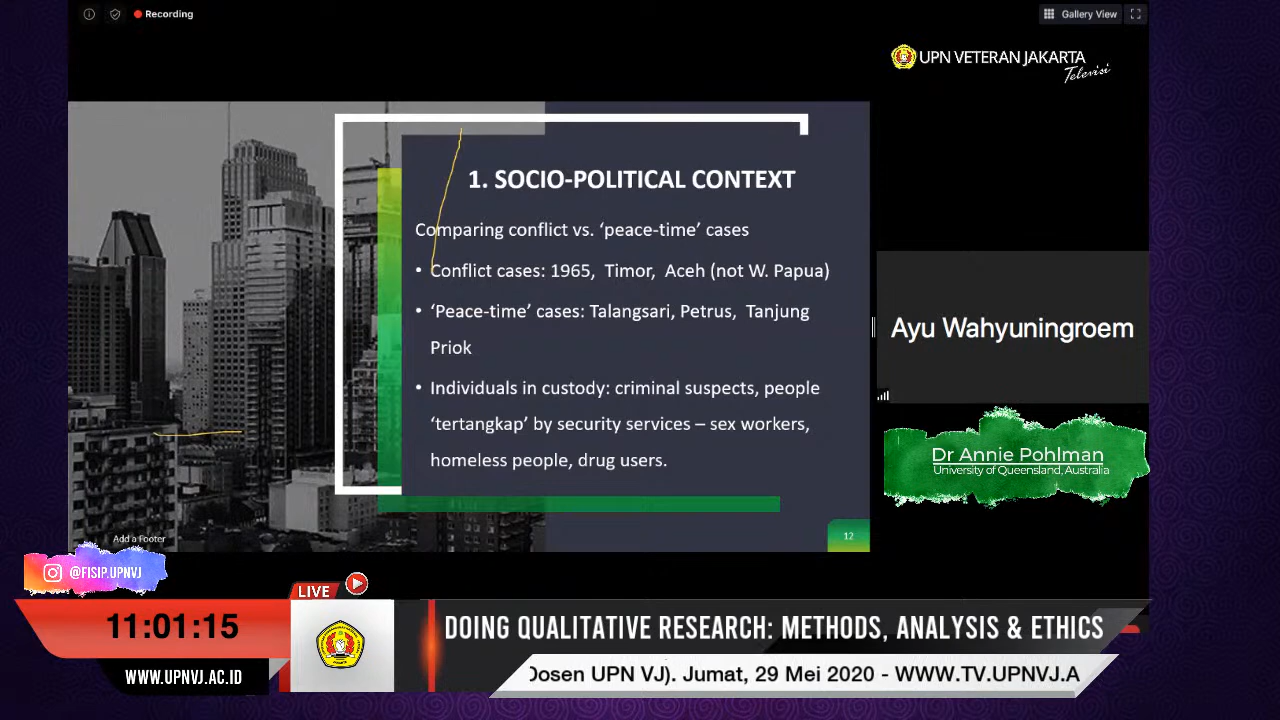 Recording
Gallery View
UPN VETERAN JAKARTA
Televisi
1. SOCIO-POLITICAL CONTEXT
Comparing conflict vs. ‘peace-time’ cases
• Conflict cases: 1965, Timor, Aceh (not W. Papua)
• ‘Peace-time’ cases: Talangsari, Petrus, Tanjung
Priok
• Individuals in custody: criminal suspects, people
‘tertangkap’ by security services – sex workers,
homeless people, drug users.
Add a Footer
12
Ayu Wahyuningroem
Dr Annie Pohlman
University of Queensland, Australia
@FISIP.UPNVJ
LIVE
11:01:15
DOING QUALITATIVE RESEARCH: METHODS, ANALYSIS & ETHICS
WWW.UPNVJ.AC.ID
Dosen UPN VJ). Jumat, 29 Mei 2020 - WWW.TV.UPNVJ.A